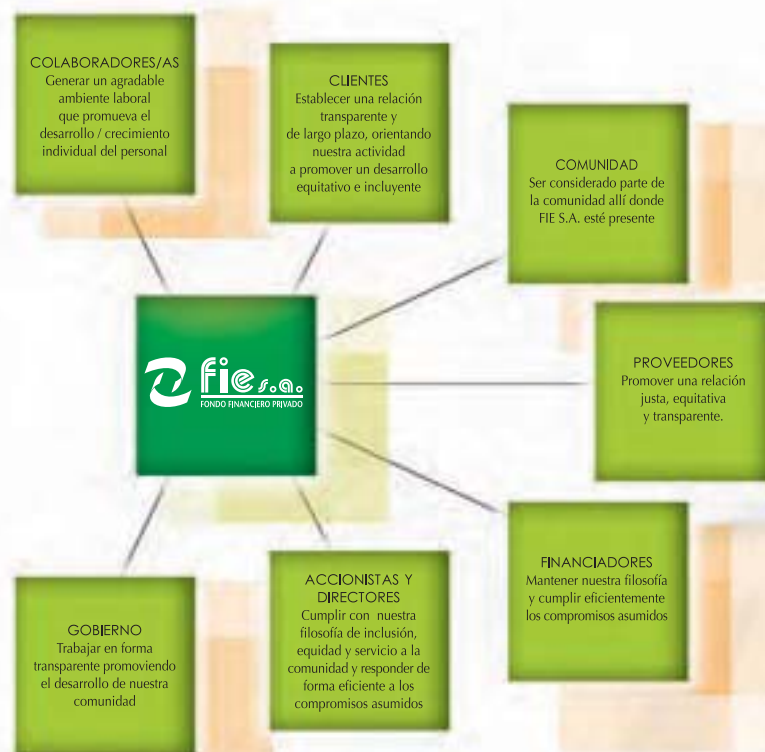 COLABORADORES/AS
Generar un agradable
ambiente laboral
que promueva el
desarrollo / crecimiento
individual del personal
CLIENTES
Establecer una relación
transparente y
de largo plazo, orientando
nuestra actividad
a promover un desarrollo
equitativo e incluyente
COMUNIDAD
Ser considerado parte de
la comunidad allí donde
FIE S.A. esté presente
fie s.a.
FONDO FINANCIERO PRIVADO
PROVEEDORES
Promover una relación
justa, equitativa
y transparente.
FINANCIADORES
Mantener nuestra filosofía
y cumplir eficientemente
los compromisos asumidos
ACCIONISTAS Y
DIRECTORES
Cumplir con nuestra
filosofía de inclusión,
equidad y servicio a la
comunidad y responder de
forma eficiente a los
compromisos asumidos
GOBIERNO
Trabajar en forma
transparente promoviendo
el desarrollo de nuestra
comunidad